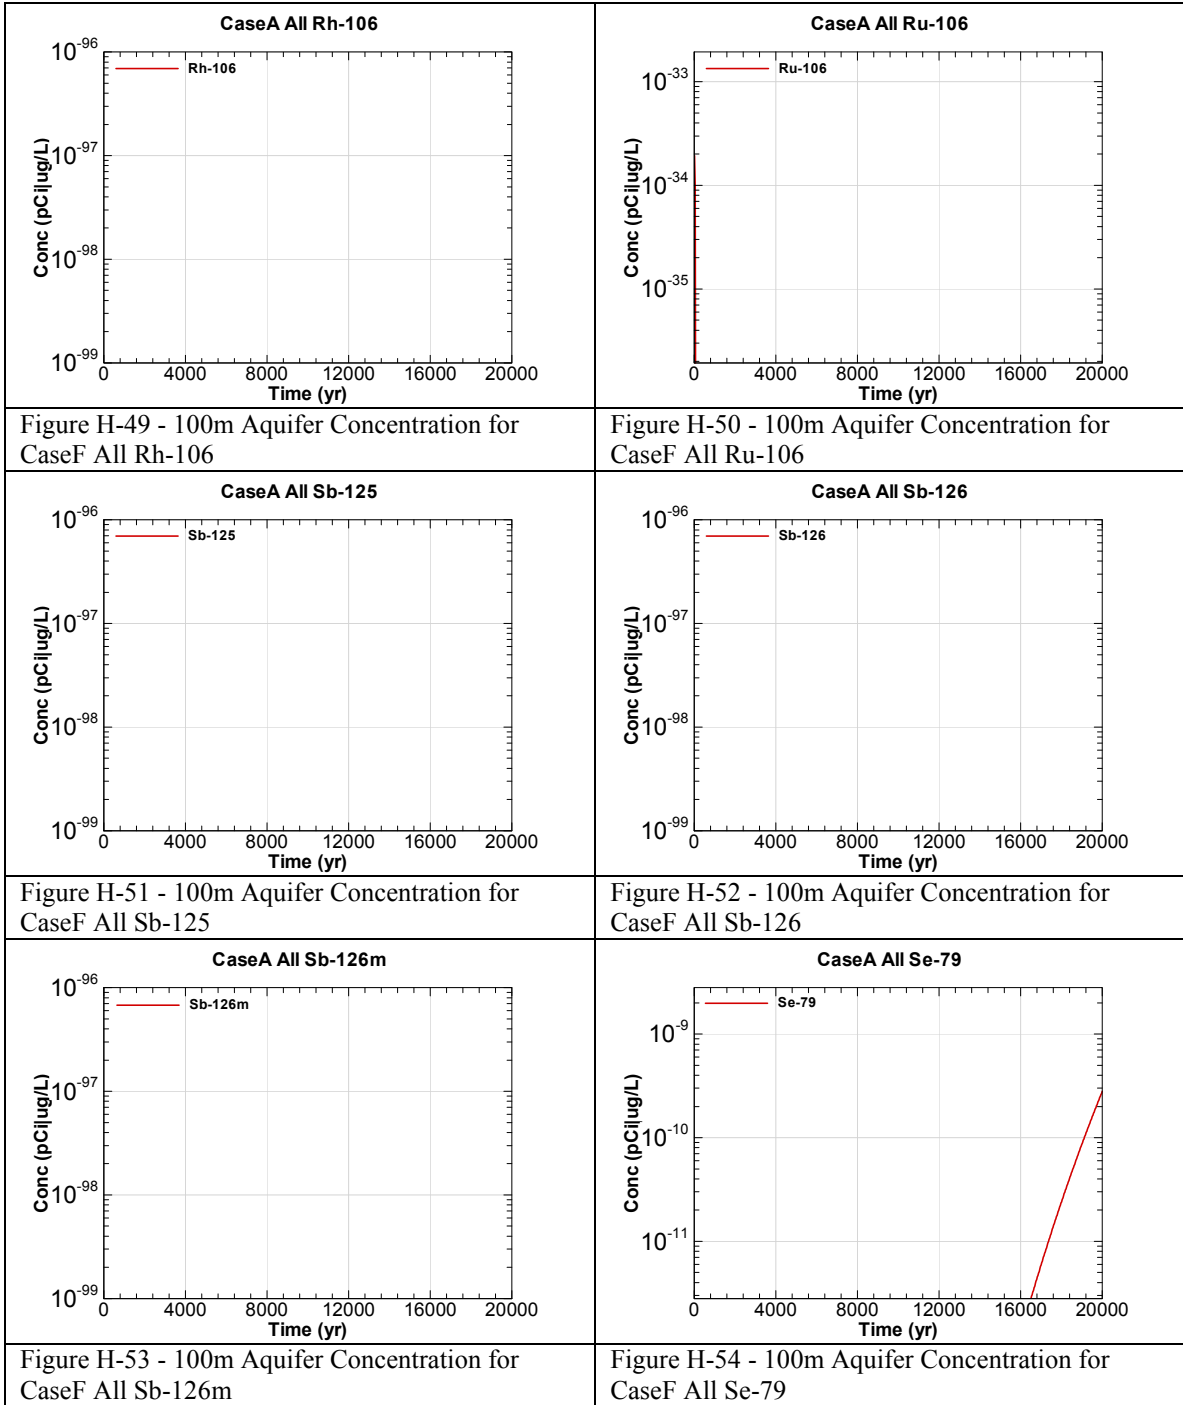 CaseA All Rh-106
10-96
Rh-106
10-97
Conc (pCi|ug/L)
10-98
10-99
0 4000 8000 12000 16000 20000
Time (yr)
Figure H-49 - 100m Aquifer Concentration for
CaseF All Rh-106
CaseA All Ru-106
Ru-106
10-33
10-34
Conc (pCi|ug/L)
10-35
0 4000 8000 12000 16000 20000
Time (yr)
Figure H-50 - 100m Aquifer Concentration for
CaseF All Ru-106
CaseA All Sb-125
10-96
Sb-125
10-97
Conc (pCi|ug/L)
10-98
10-99
0 4000 8000 12000 16000 20000
Time (yr)
Figure H-51 - 100m Aquifer Concentration for
CaseF All Sb-125
CaseA All Sb-126
10-96
Sb-126
10-97
Conc (pCi|ug/L)
10-98
10-99
0 4000 8000 12000 16000 20000
Time (yr)
Figure H-52 - 100m Aquifer Concentration for
CaseF All Sb-126
CaseA All Sb-126m
10-96
Sb-126m
10-97
Conc (pCi|ug/L)
10-98
10-99
0 4000 8000 12000 16000 20000
Time (yr)
Figure H-53 - 100m Aquifer Concentration for
CaseF All Sb-126m
CaseA All Se-79
Se-79
10-9
10-10
Conc (pCi|ug/L)
10-11
0 4000 8000 12000 16000 20000
Time (yr)
Figure H-54 - 100m Aquifer Concentration for
CaseF All Se-79